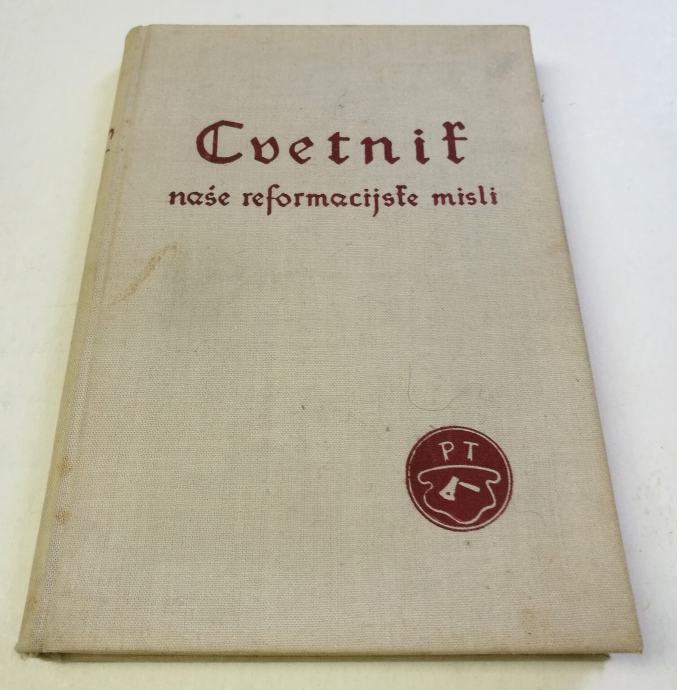 Cvetnik
naše reformacijske misli
PT